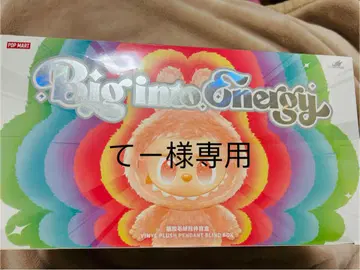 POP MART
Big into Energy
てー様専用
VINYL PLUSH PENDANT BLIND BOX